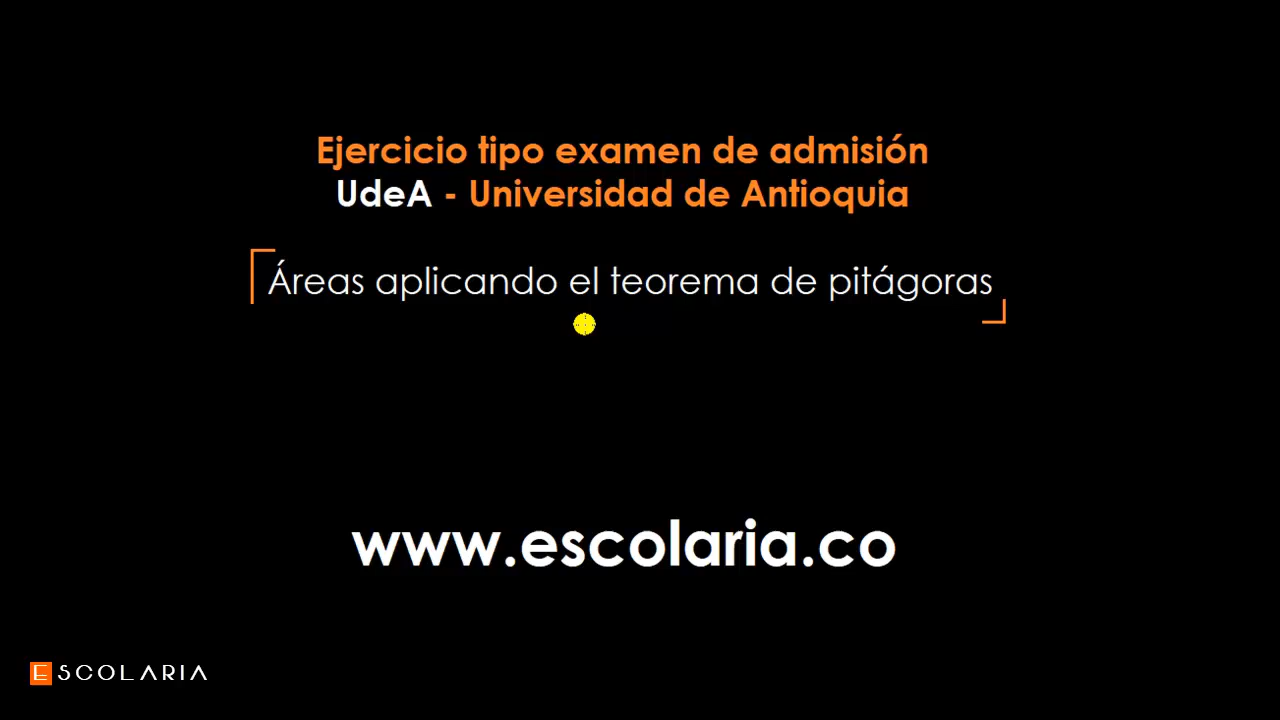 Ejercicio tipo examen de admisión
UdeA - Universidad de Antioquia
Áreas aplicando el teorema de pitágoras
www.escolaria.co
ESCOLARIA